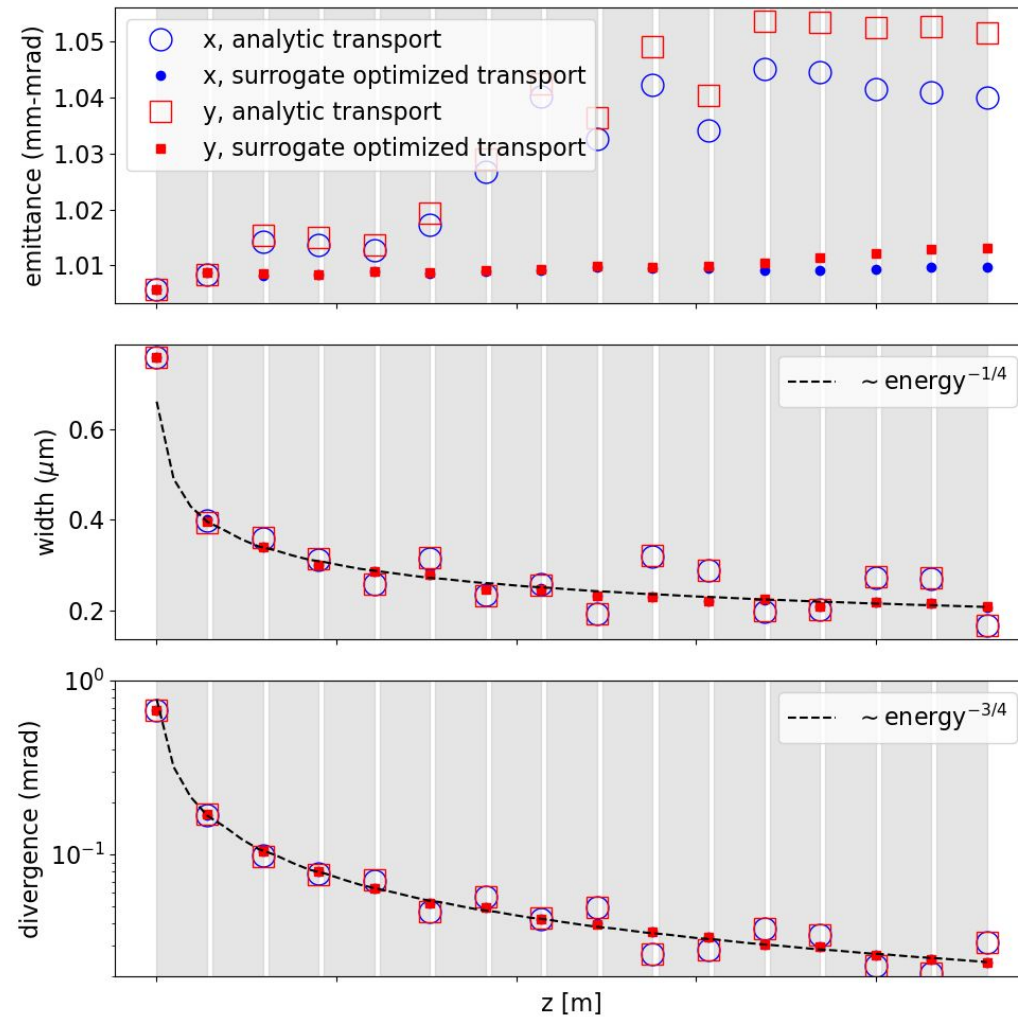 1.05
1.04
1.03
1.02
1.01
emittance (mm-mrad)
x, analytic transport
x, surrogate optimized transport
y, analytic transport
y, surrogate optimized transport
0.6
0.4
0.2
width (μm)
~ energy^{-1/4}
10^0
10^{-1}
divergence (mrad)
~ energy^{-3/4}
z [m]